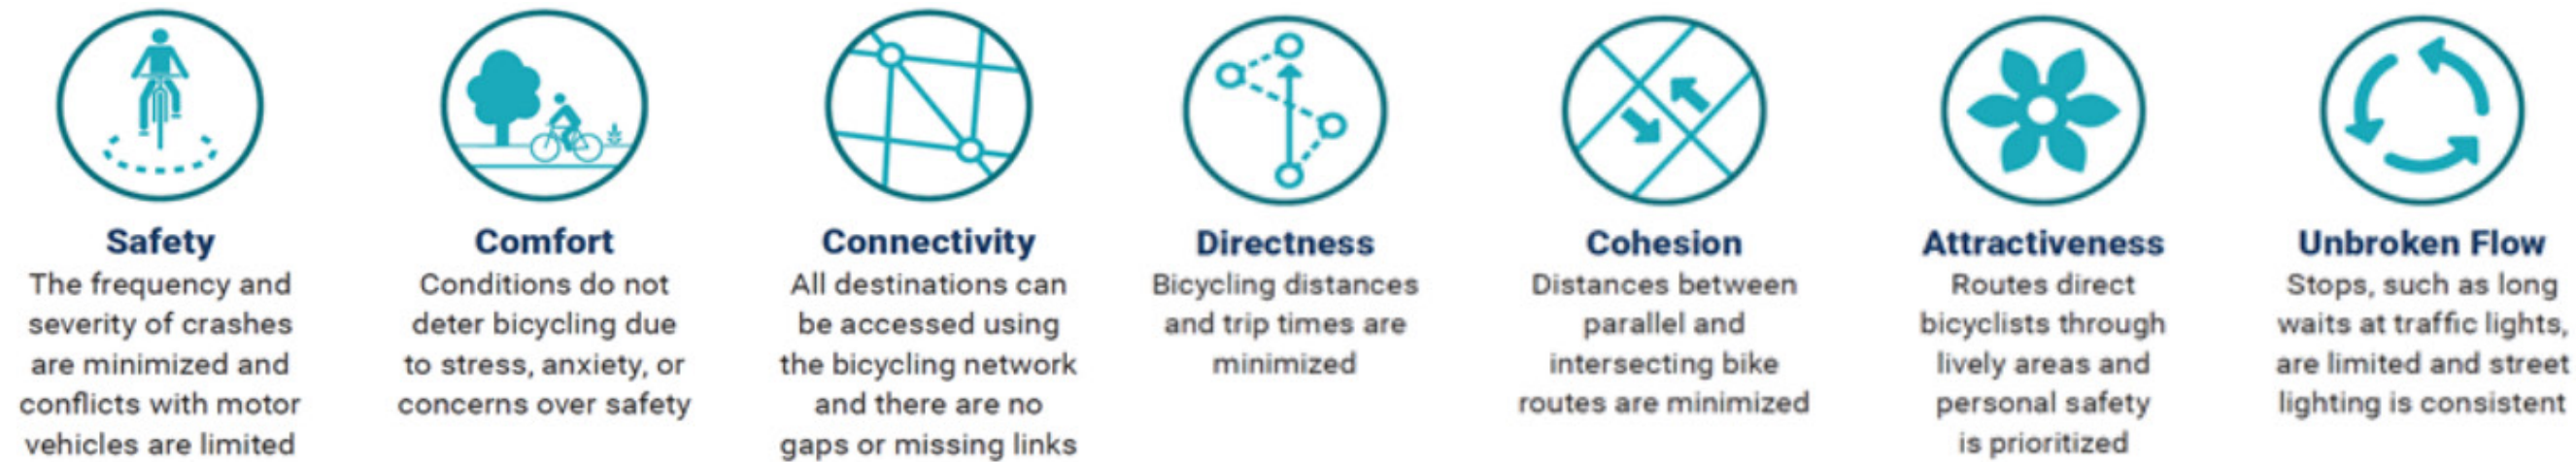 Safety
The frequency and
severity of crashes
are minimized and
conflicts with motor
vehicles are limited
Comfort
Conditions do not
deter bicycling due
to stress, anxiety, or
concerns over safety
Connectivity
All destinations can
be accessed using
the bicycling network
and there are no
gaps or missing links
Directness
Bicycling distances
and trip times are
minimized
Cohesion
Distances between
parallel and
intersecting bike
routes are minimized
Attractiveness
Routes direct
bicyclists through
lively areas and
personal safety
is prioritized
Unbroken Flow
Stops, such as long
waits at traffic lights,
are limited and street
lighting is consistent